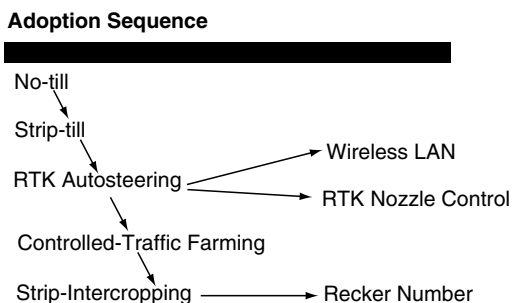 Adoption Sequence
No-till
Strip-till
Wireless LAN
RTK Autosteering
RTK Nozzle Control
Controlled-Traffic Farming
Strip-Intercropping
Recker Number